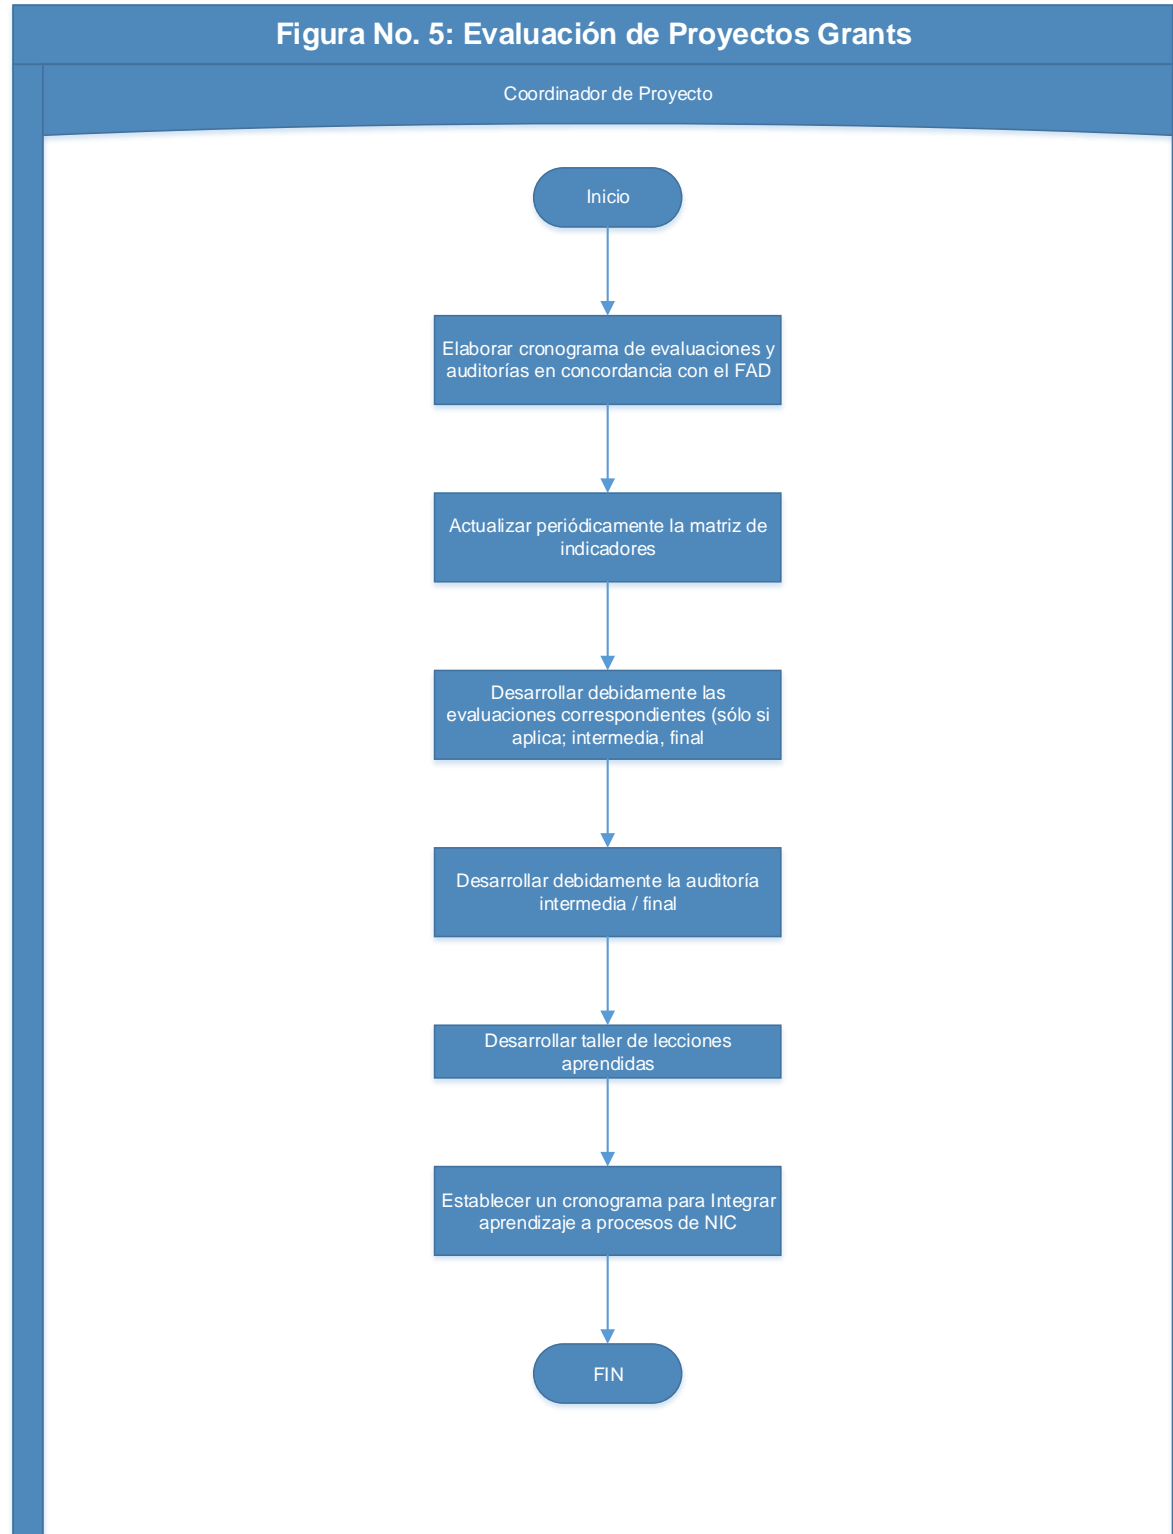 Figura No. 5: Evaluación de Proyectos Grants
Coordinador de Proyecto
Inicio
Elaborar cronograma de evaluaciones y
auditorías en concordancia con el FAD
Actualizar periódicamente la matriz de
indicadores
Desarrollar debidamente las
evaluaciones correspondientes (sólo si
aplica; intermedia, final
Desarrollar debidamente la auditoría
intermedia / final
Desarrollar taller de lecciones
aprendidas
Establecer un cronograma para Integrar
aprendizaje a procesos de NIC
FIN